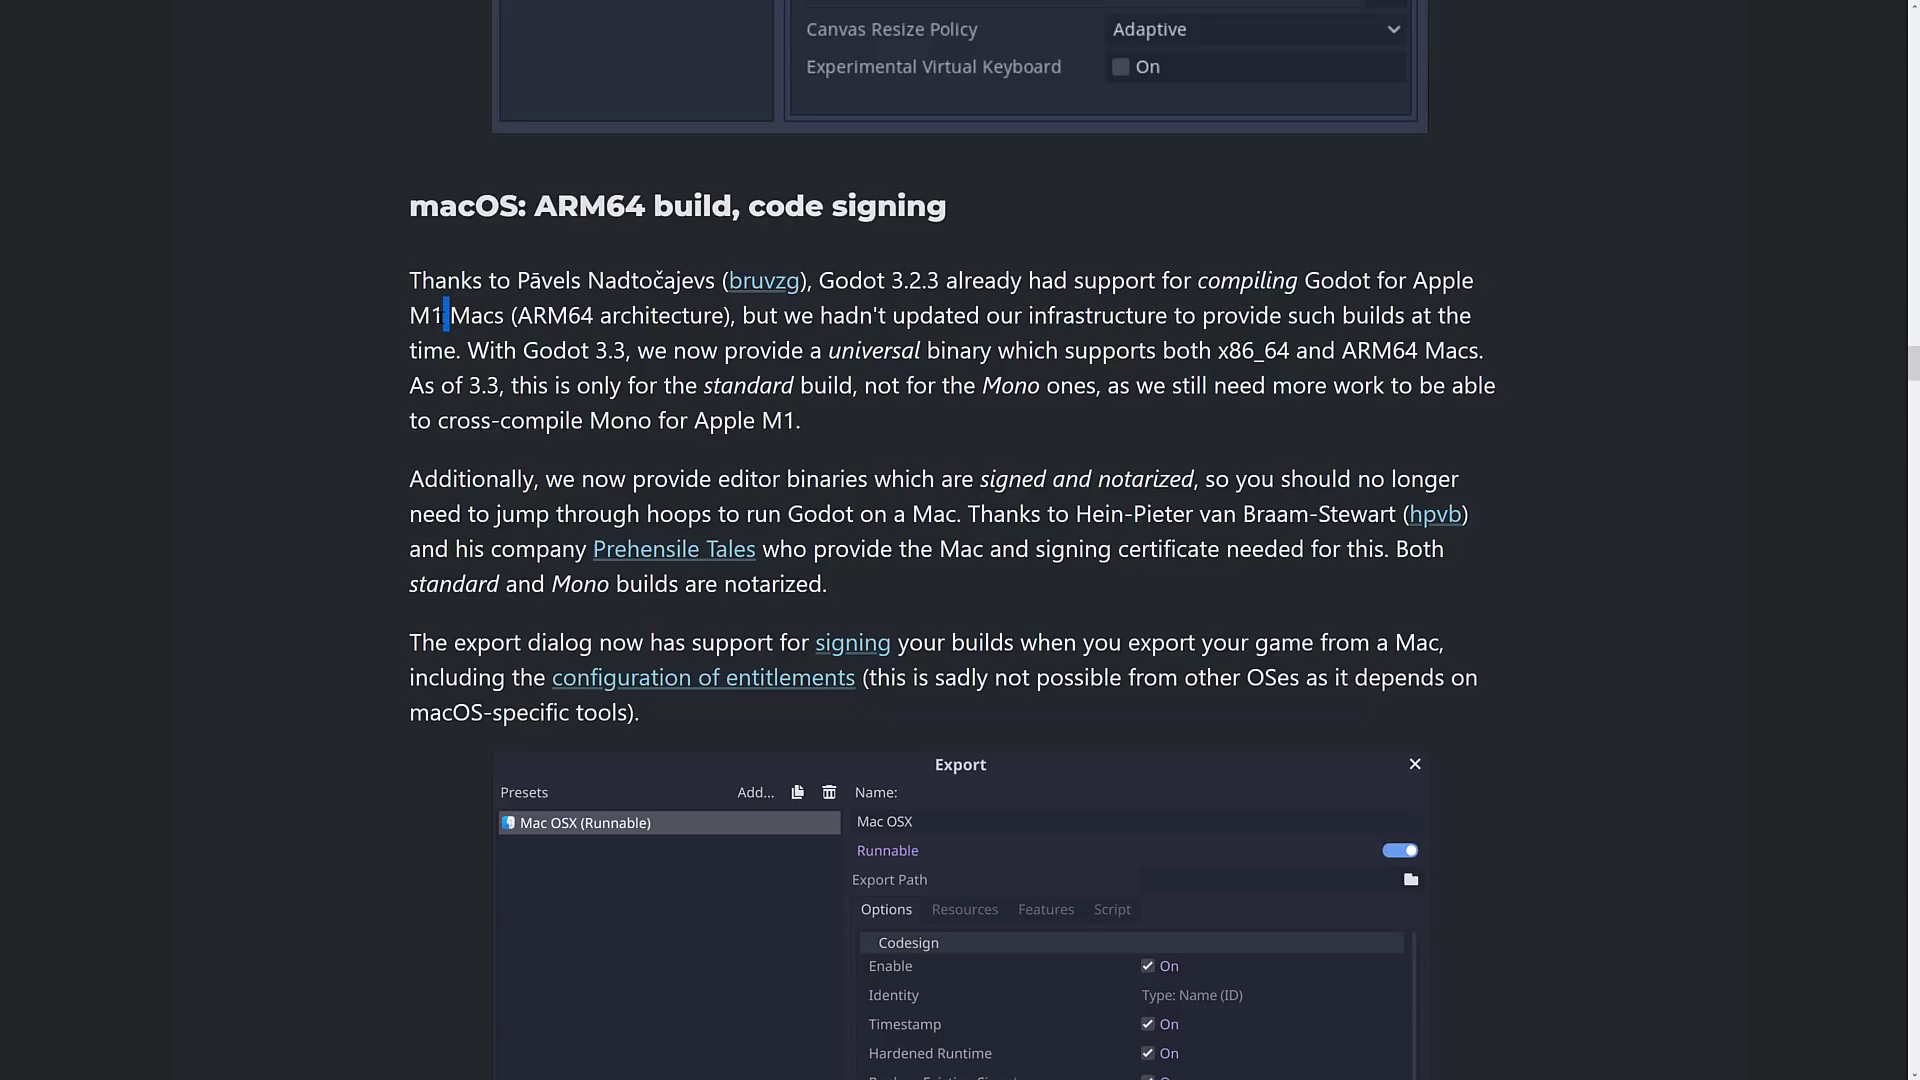 Canvas Resize Policy Adaptive
Experimental Virtual Keyboard On
macOS: ARM64 build, code signing
Thanks to Pāvels Nadtočajevs (bruvzg), Godot 3.2.3 already had support for compiling Godot for Apple
M1 Macs (ARM64 architecture), but we hadn't updated our infrastructure to provide such builds at the
time. With Godot 3.3, we now provide a universal binary which supports both x86_64 and ARM64 Macs.
As of 3.3, this is only for the standard build, not for the Mono ones, as we still need more work to be able
to cross-compile Mono for Apple M1.
Additionally, we now provide editor binaries which are signed and notarized, so you should no longer
need to jump through hoops to run Godot on a Mac. Thanks to Hein-Pieter van Braam-Stewart (hpvb)
and his company Prehensile Tales who provide the Mac and signing certificate needed for this. Both
standard and Mono builds are notarized.
The export dialog now has support for signing your builds when you export your game from a Mac,
including the configuration of entitlements (this is sadly not possible from other OSes as it depends on
macOS-specific tools).
Export
Presets Add... Name:
Mac OSX (Runnable) Mac OSX
Runnable
Export Path
Options Resources Features Script
Codesign
Enable On
Identity Type: Name (ID)
Timestamp On
Hardened Runtime On